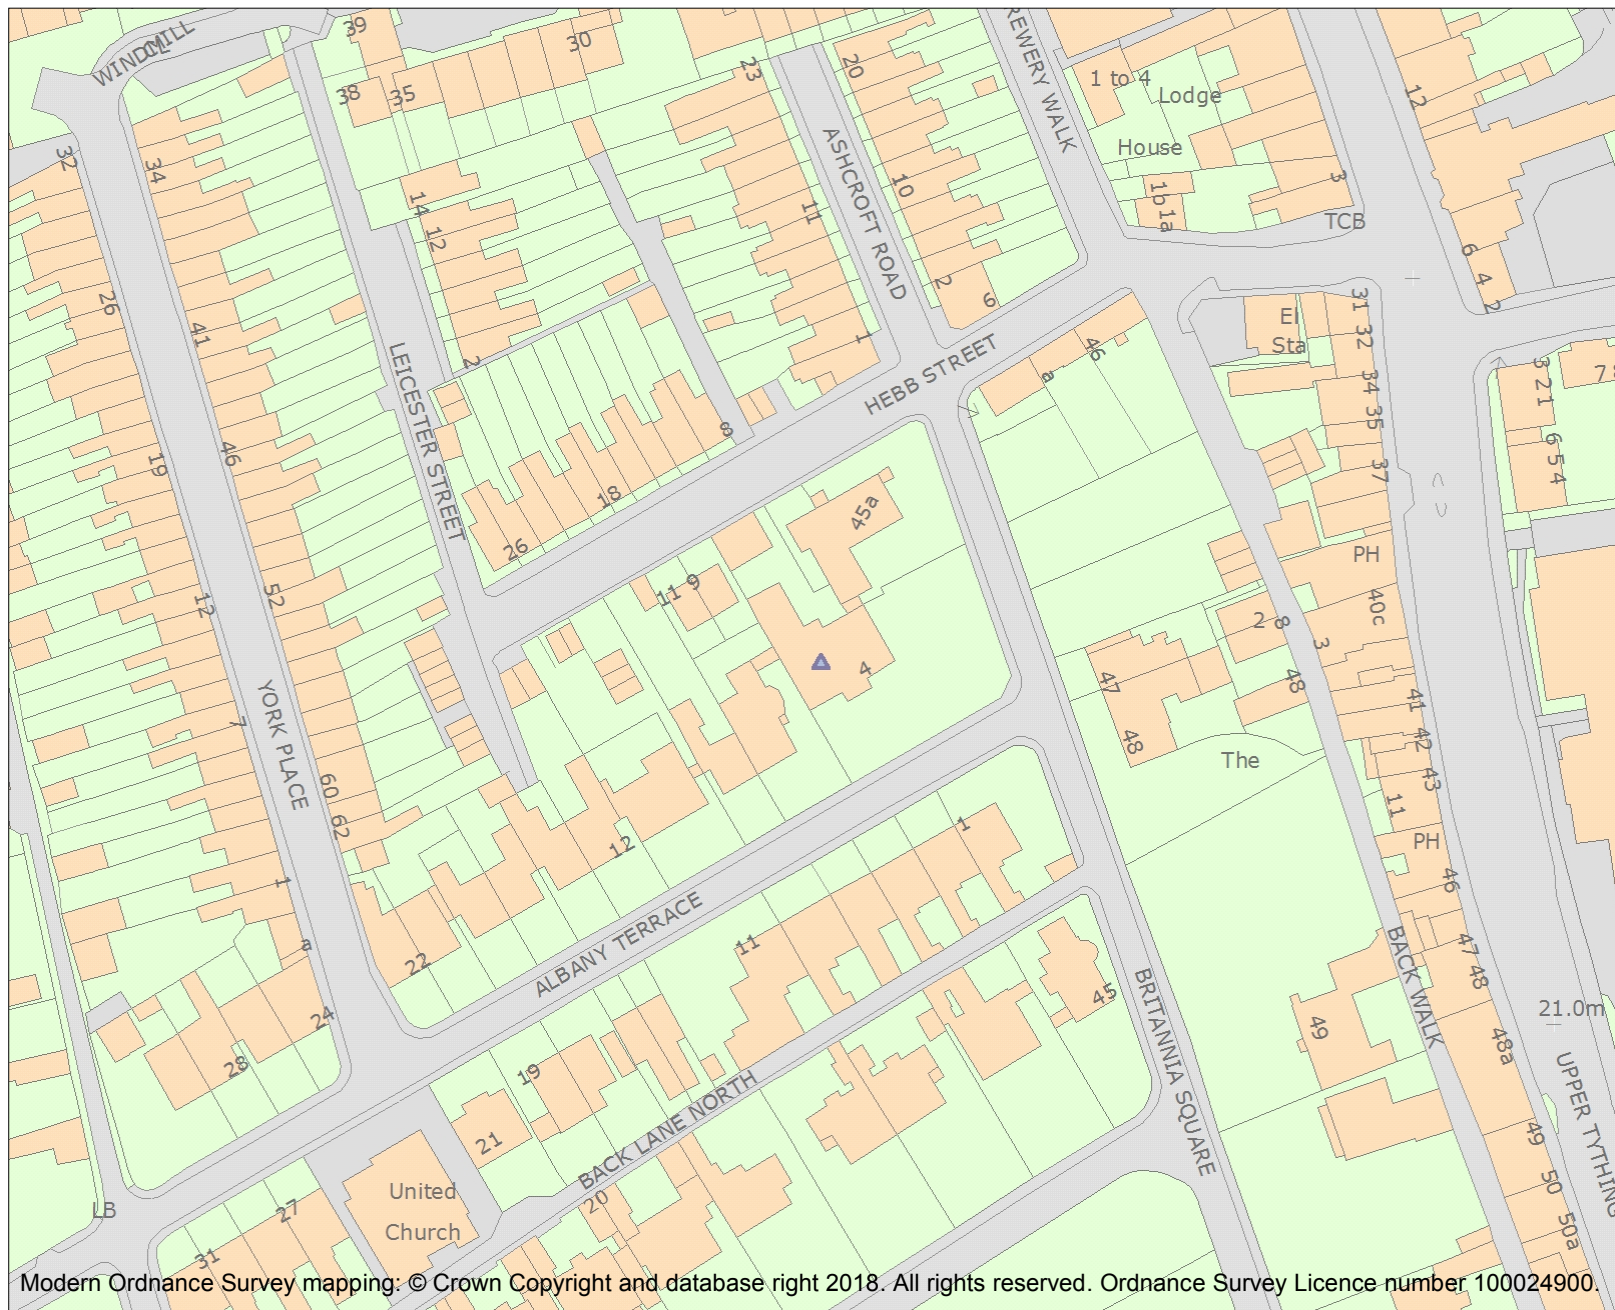 WINDMILL
CL
39
38
35
30
23
20
BREWERY WALK
1 to 4
Lodge
House
12
32
34
14
12
ASHCROFT ROAD
11
10
1b
1a
3
TCB
6
4
2
26
41
2
LEICESTER STREET
1
2
6
HEBB STREET
46
a
El
Sta
31
32
34
35
37
3 2 1
6 5 4
7 8
19
46
8
18
26
45a
PH
40c
11
9
12
52
4
2
8
3
48
47
48
The
41
42
43
11
PH
46
7
YORK PLACE
60
62
12
1
1
a
22
ALBANY TERRACE
11
45
BRITANNIA SQUARE
BACK WALK
47
48
49
48a
21.0m
UPPER TYTHING
24
28
19
21
BACK LANE NORTH
20
United
Church
LB
27
31
49
50
50a
Modern Ordnance Survey mapping: © Crown Copyright and database right 2018. All rights reserved. Ordnance Survey Licence number 100024900.